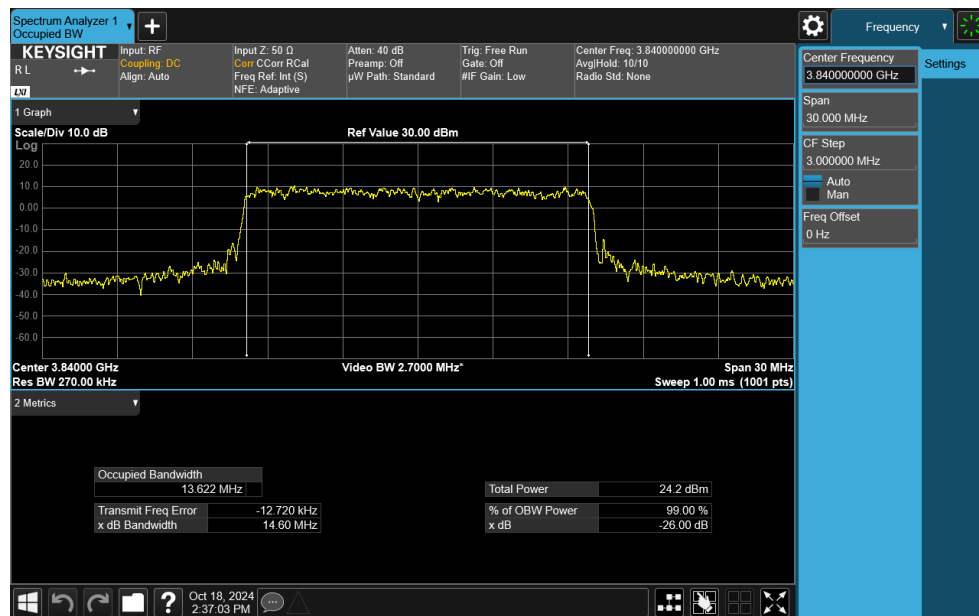 Spectrum Analyzer 1
Occupied BW
Frequency
KEYSIGHT
R L
LXI
Input: RF
Coupling: DC
Align: Auto
Input Z: 50 Ω
Corr CCorr RCal
Freq Ref: Int (S)
NFE: Adaptive
Atten: 40 dB
Preamp: Off
µW Path: Standard
Trig: Free Run
Gate: Off
#IF Gain: Low
Center Freq: 3.840000000 GHz
Avg|Hold: 10/10
Radio Std: None
Center Frequency
3.840000000 GHz
Settings
Span
30.000 MHz
CF Step
3.000000 MHz
Auto
Man
Freq Offset
0 Hz
1 Graph
Scale/Div 10.0 dB
Ref Value 30.00 dBm
Log
20.0
10.0
0.00
-10.0
-20.0
-30.0
-40.0
-50.0
-60.0
Center 3.84000 GHz
Video BW 2.7000 MHz*
Span 30 MHz
Res BW 270.00 kHz
Sweep 1.00 ms (1001 pts)
2 Metrics
Occupied Bandwidth
13.622 MHz
Total Power 24.2 dBm
Transmit Freq Error -12.720 kHz
% of OBW Power 99.00 %
x dB Bandwidth 14.60 MHz
x dB -26.00 dB
Oct 18, 2024
2:37:03 PM